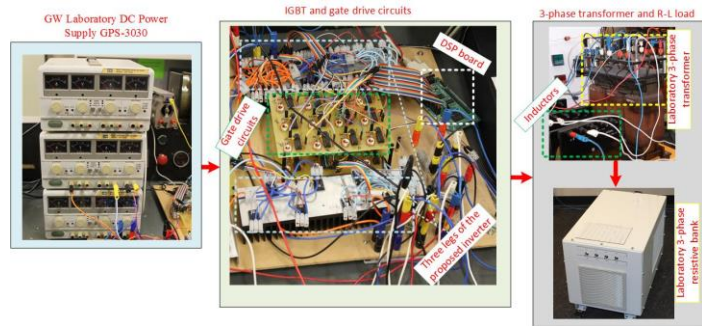 GW Laboratory DC Power
Supply GPS-3030
IGBT and gate drive circuits
DSP board
Gate drive
circuits
Three legs of the
proposed inverter
3-phase transformer and R-L load
Inductors
Laboratory 3-phase
transformer
Laboratory 3-phase
resistive bank